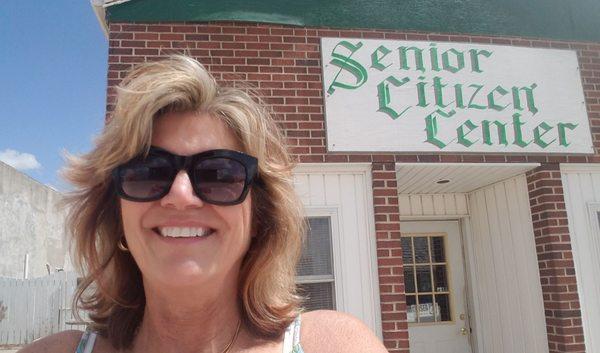 Senior
Citizen
Center